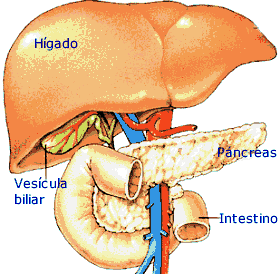 Hígado
Páncreas
Vesícula
biliar
Intestino